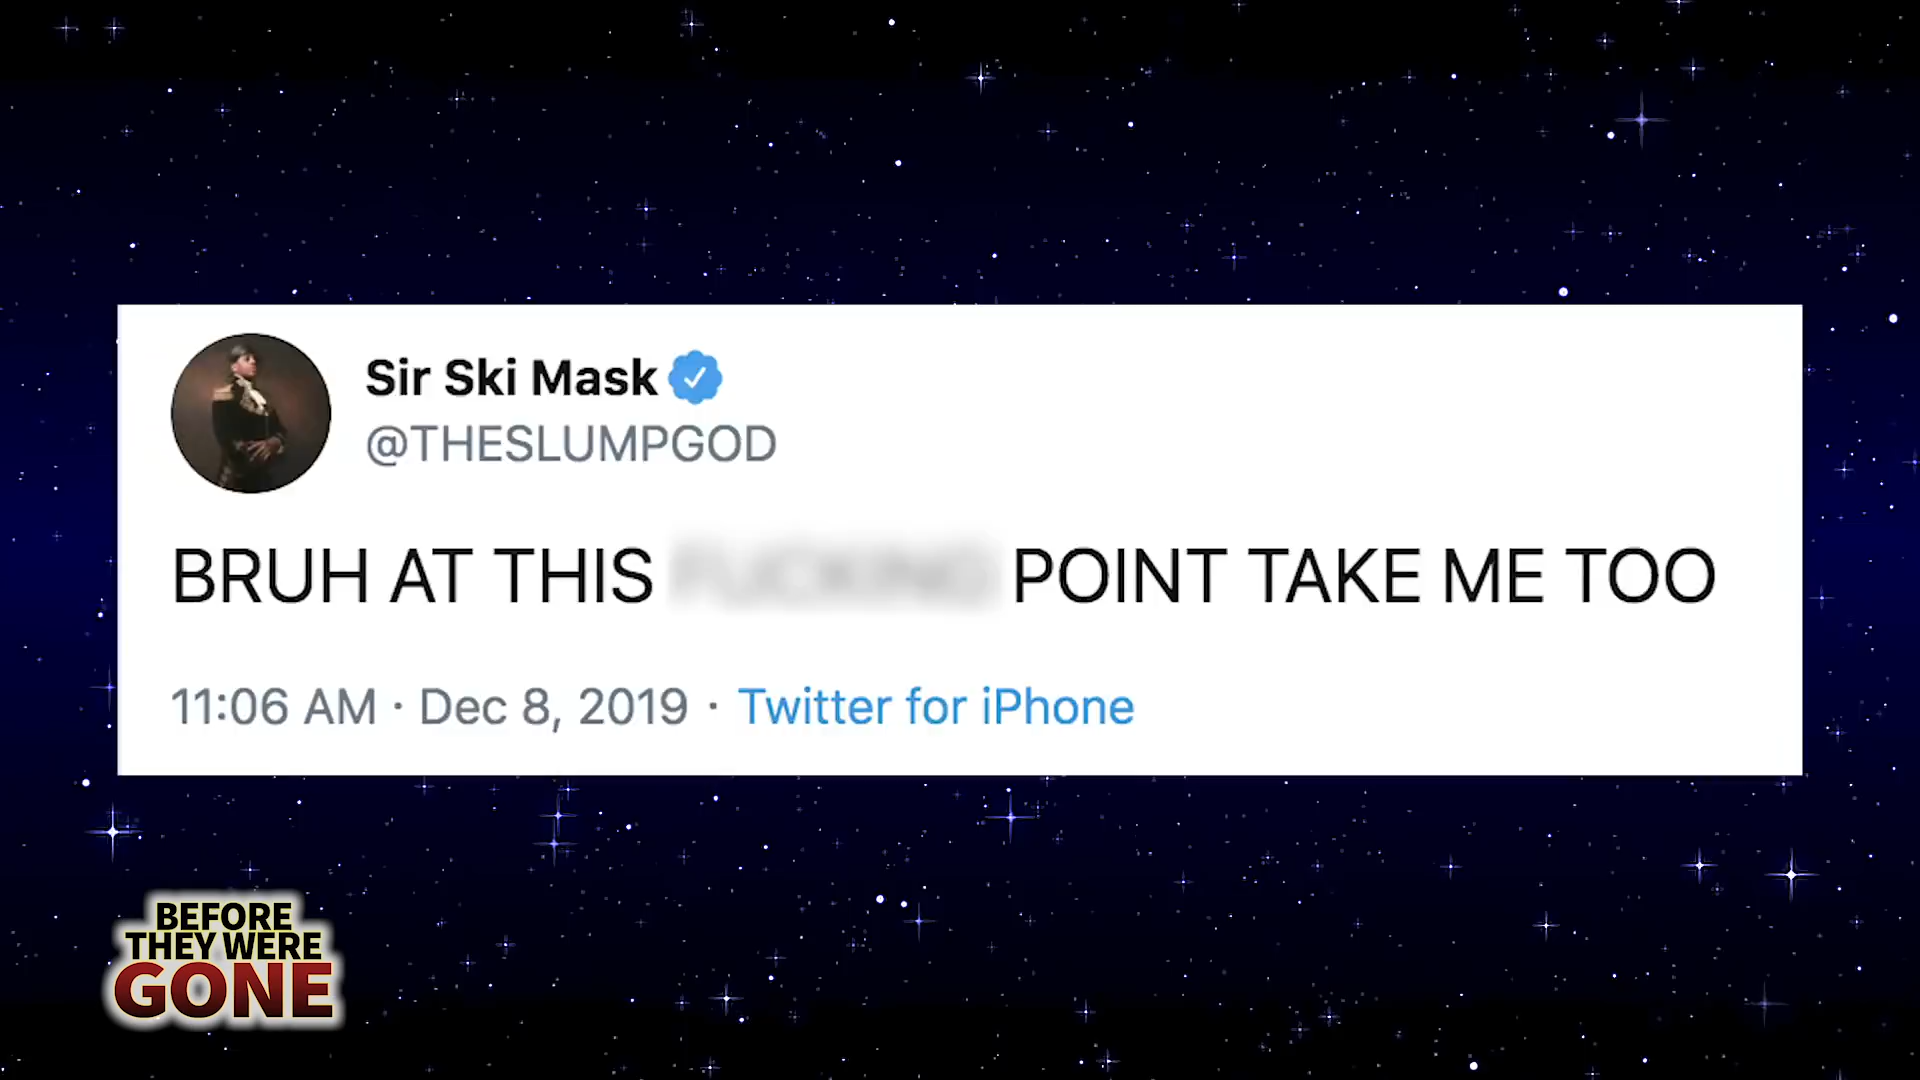 Sir Ski Mask
@THESLUMPGOD
BRUH AT THIS POINT TAKE ME TOO
11:06 AM · Dec 8, 2019 · Twitter for iPhone
BEFORE
THEY WERE
GONE